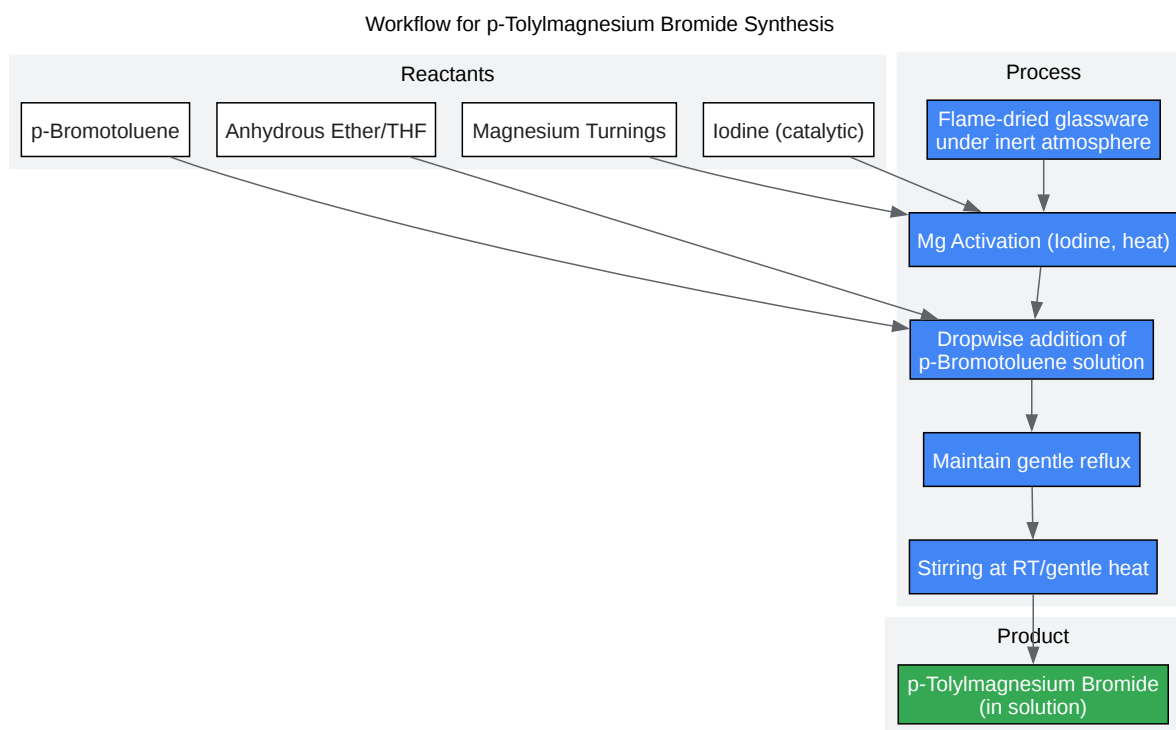 Workflow for p-Tolylmagnesium Bromide Synthesis
Reactants
p-Bromotoluene
Anhydrous Ether/THF
Magnesium Turnings
Iodine (catalytic)
Process
Flame-dried glassware
under inert atmosphere
Mg Activation (Iodine, heat)
Dropwise addition of
p-Bromotoluene solution
Maintain gentle reflux
Stirring at RT/gentle heat
Product
p-Tolylmagnesium Bromide
(in solution)